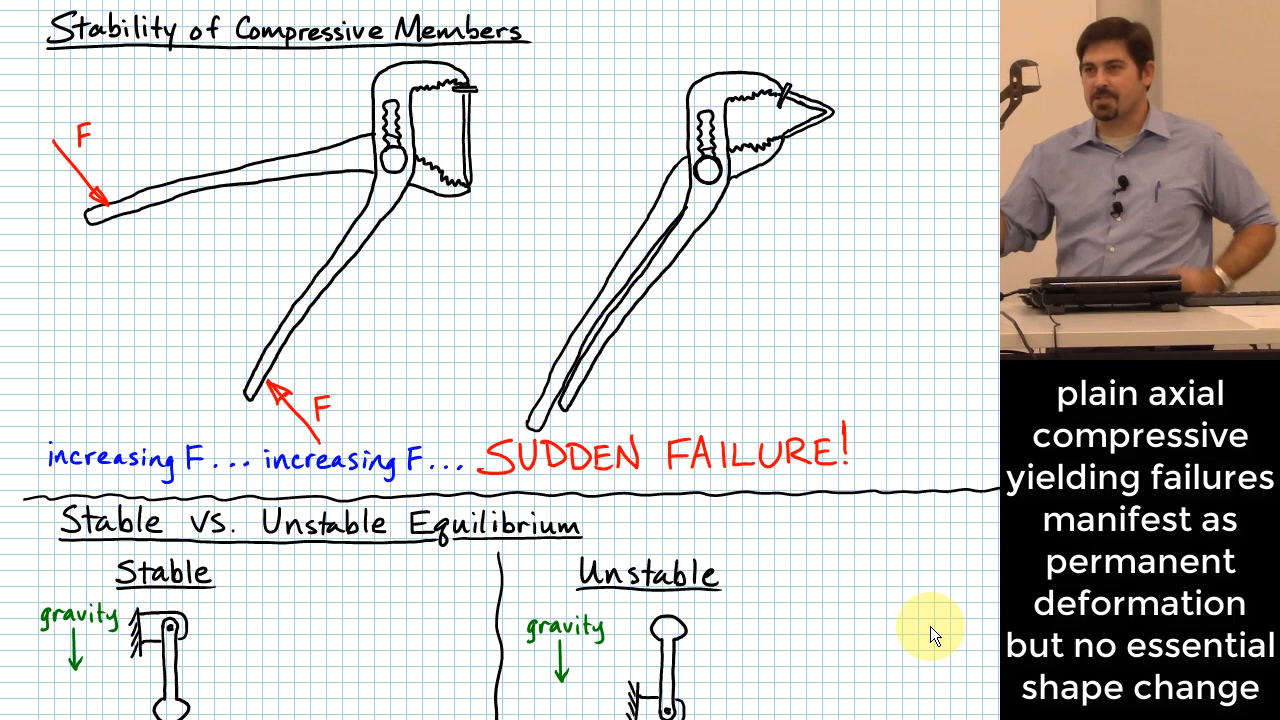 Stability of Compressive Members
F
F
increasing F... increasing F... SUDDEN FAILURE!
Stable vs. Unstable Equilibrium
Stable
Unstable
gravity
gravity
plain axial
compressive
yielding failures
manifest as
permanent
deformation
but no essential
shape change